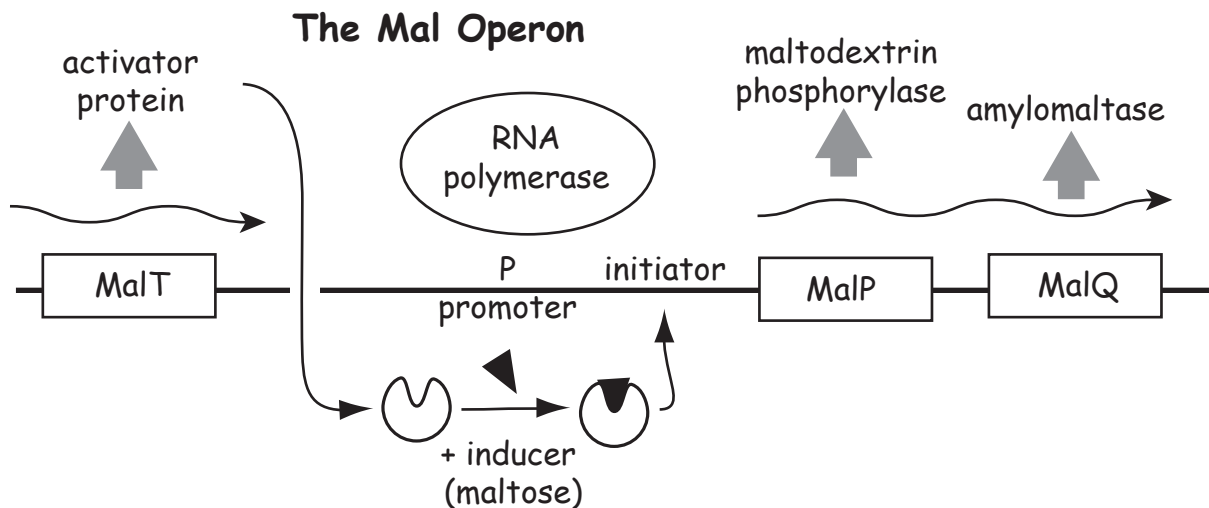 The Mal Operon
activator
protein
maltodextrin
phosphorylase
amylomaltase
RNA
polymerase
MalT
P
promoter
initiator
MalP
MalQ
+ inducer
(maltose)